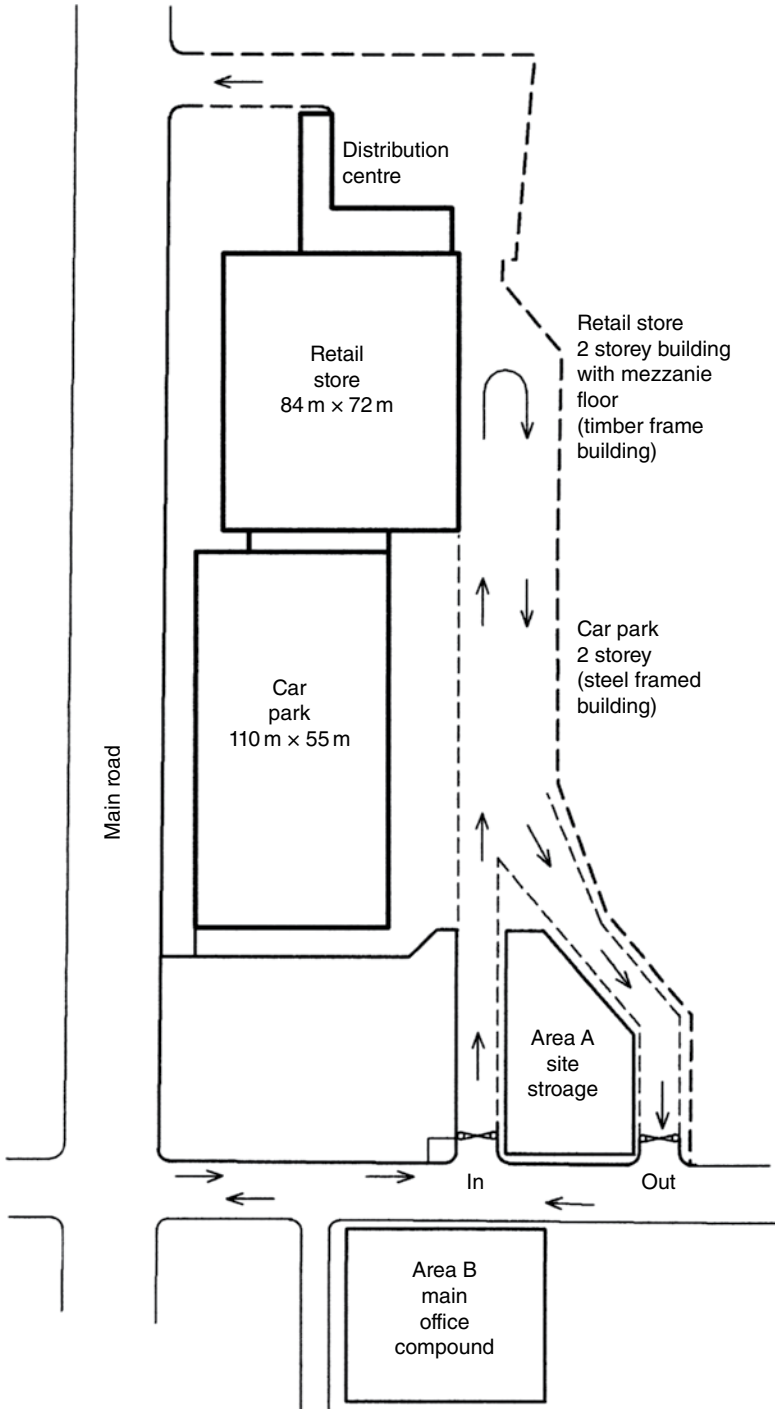 Distribution
centre
Retail
store
84 m × 72 m
Retail store
2 storey building
with mezzanie
floor
(timber frame
building)
Car
park
110 m × 55 m
Car park
2 storey
(steel framed
building)
Main road
Area A
site
stroage
In
Out
Area B
main
office
compound